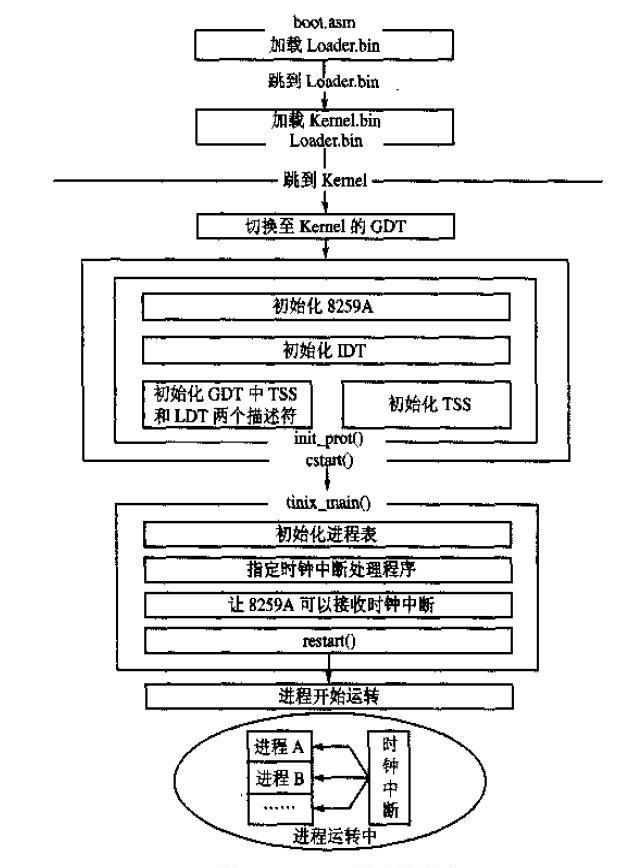 boot.asm
加载 Loader.bin
跳到 Loader.bin
加载 Kernel.bin
Loader.bin
跳到 Kernel
切换至 Kernel 的 GDT
初始化 8259A
初始化 IDT
初始化 GDT 中 TSS
和 LDT 两个描述符
初始化 TSS
init_prot()
cstart()
tinix_main()
初始化进程表
指定时钟中断处理程序
让 8259A 可以接收时钟中断
restart()
进程开始运转
进程 A
进程 B
……
时钟中断
进程运转中